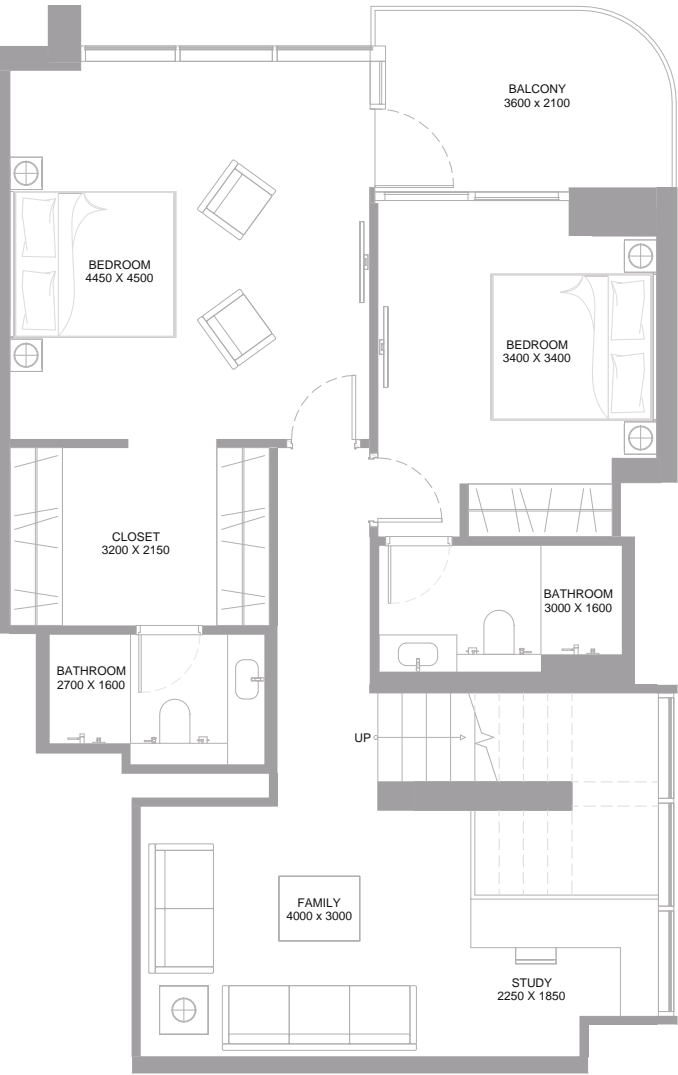 BALCONY
3600 x 2100
BEDROOM
4450 X 4500
BEDROOM
3400 X 3400
CLOSET
3200 X 2150
BATHROOM
3000 X 1600
BATHROOM
2700 X 1600
UP
FAMILY
4000 x 3000
STUDY
2250 X 1850